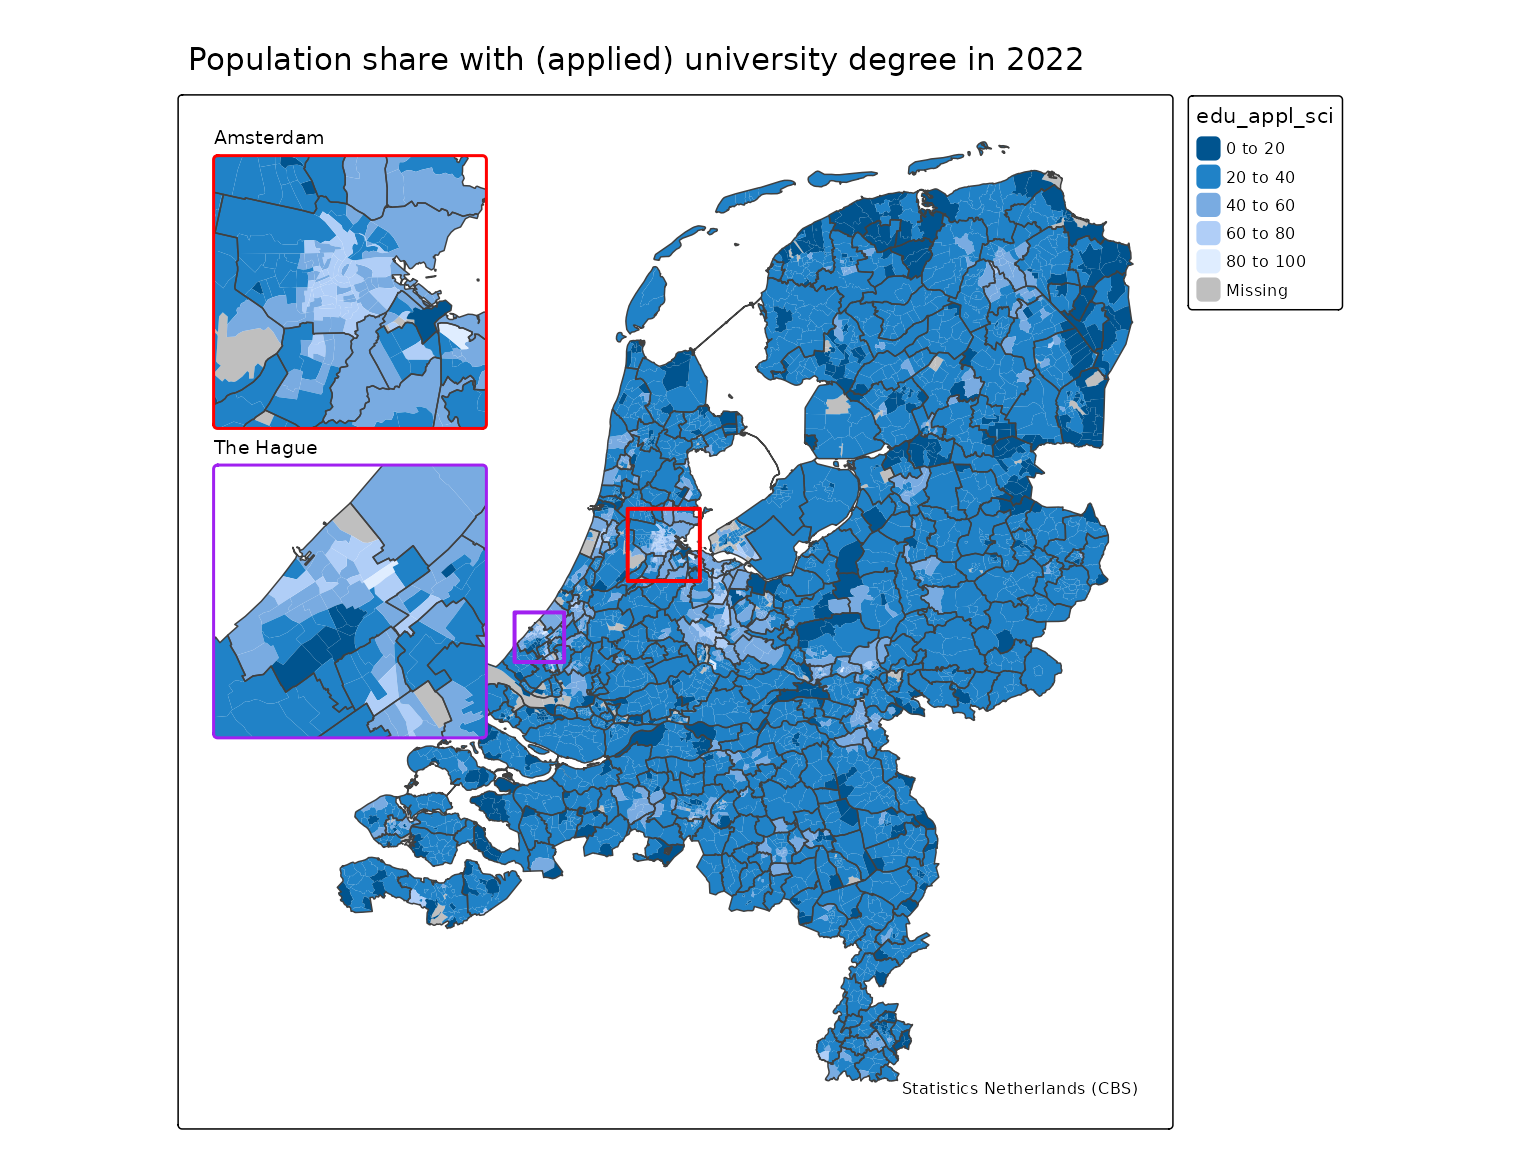 Population share with (applied) university degree in 2022
Amsterdam
The Hague
edu_appl_sci
0 to 20
20 to 40
40 to 60
60 to 80
80 to 100
Missing
Statistics Netherlands (CBS)